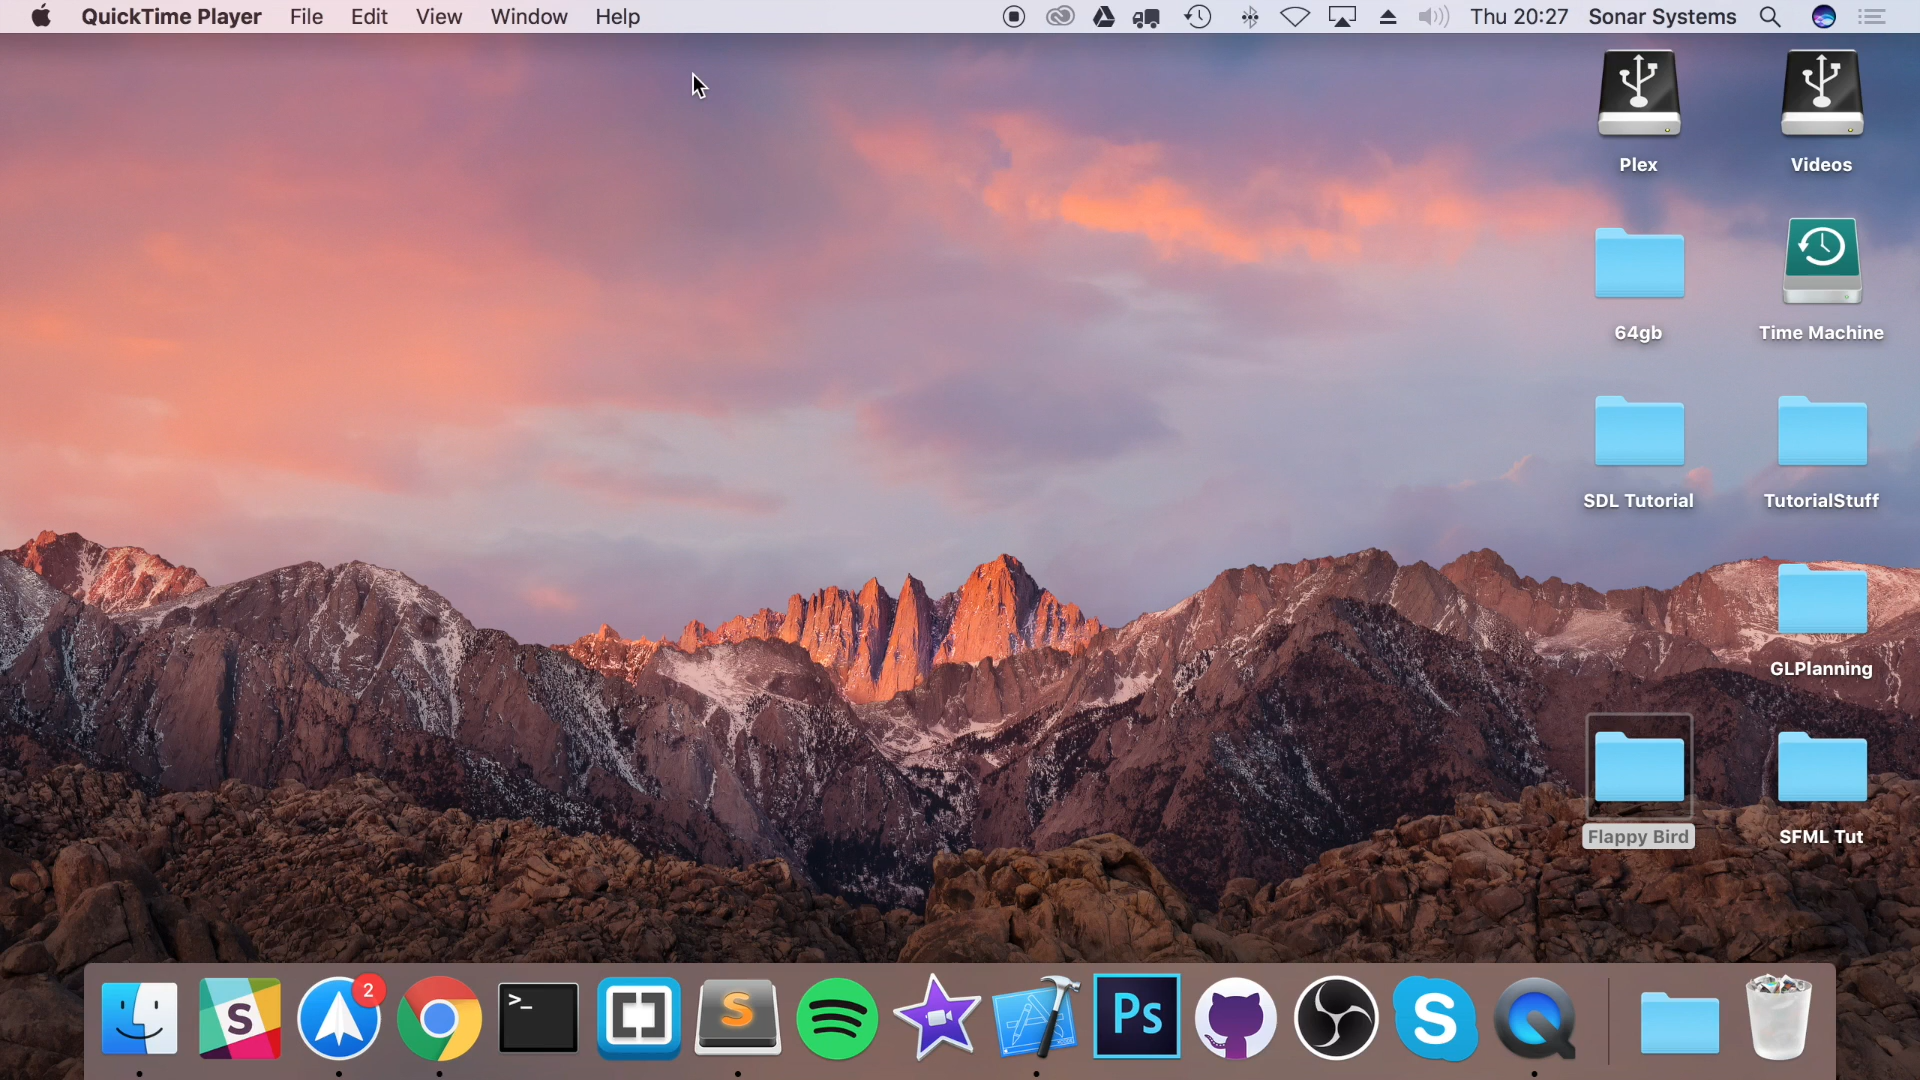 QuickTime Player File Edit View Window Help Thu 20:27 Sonar Systems
Plex Videos
64gb Time Machine
SDL Tutorial TutorialStuff
GLPlanning
Flappy Bird SFML Tut
S 2 >_ S Ps S